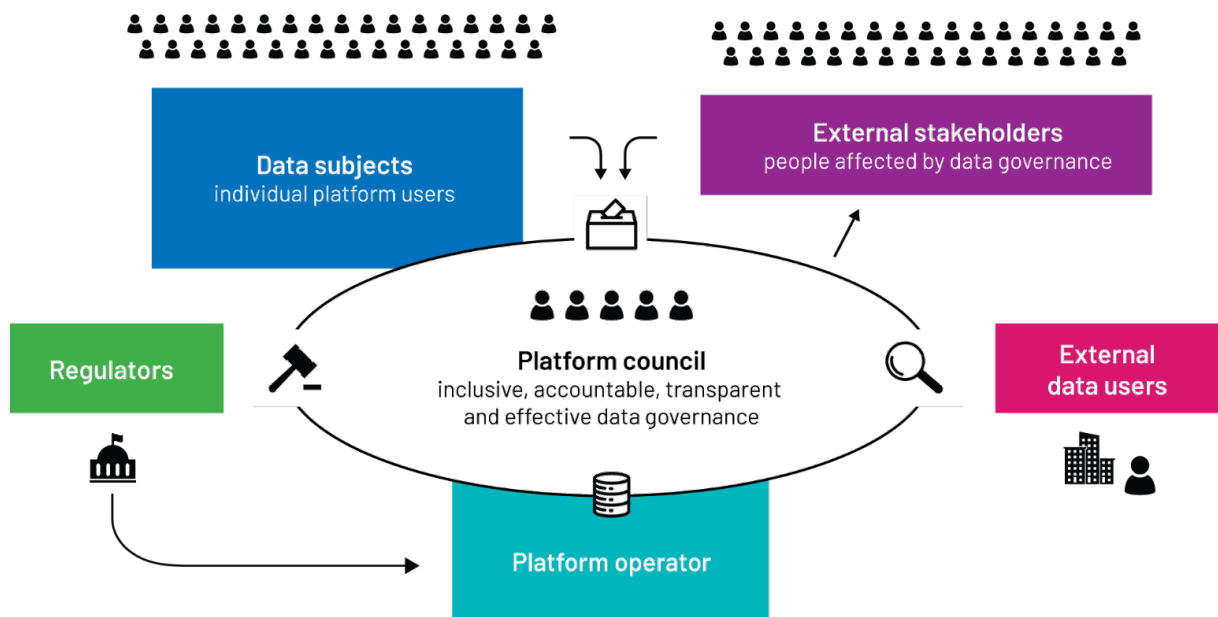 Data subjects
individual platform users
External stakeholders
people affected by data governance
Regulators
Platform council
inclusive, accountable, transparent
and effective data governance
External
data users
Platform operator